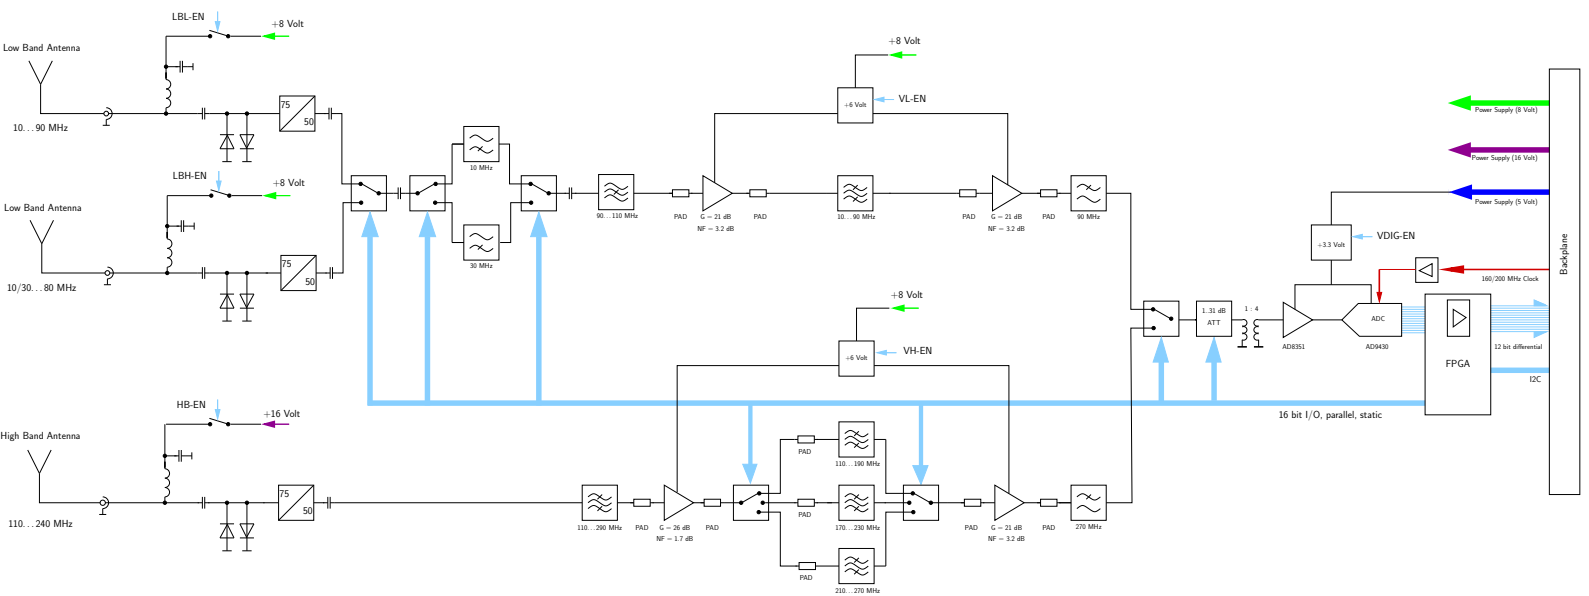 LBL-EN
+8 Volt
Low Band Antenna
10...90 MHz
75
50
LBH-EN
+8 Volt
Low Band Antenna
10/30...80 MHz
75
50
10 MHz
30 MHz
90...110 MHz
PAD
G = 21 dB
NF = 3.2 dB
PAD
+8 Volt
+6 Volt
VL-EN
10...90 MHz
PAD
G = 21 dB
NF = 3.2 dB
PAD
90 MHz
HB-EN
+16 Volt
High Band Antenna
110...240 MHz
75
50
110...290 MHz
PAD
G = 26 dB
NF = 1.7 dB
PAD
+8 Volt
+6 Volt
VH-EN
PAD
110...190 MHz
PAD
170...230 MHz
PAD
210...270 MHz
PAD
G = 21 dB
NF = 3.2 dB
PAD
270 MHz
1..31 dB
ATT
1 : 4
AD8351
ADC
AD9430
+3.3 Volt
VDIG-EN
FPGA
16 bit I/O, parallel, static
Power Supply (8 Volt)
Power Supply (16 Volt)
Power Supply (5 Volt)
160/200 MHz Clock
12 bit differential
I2C
Backplane